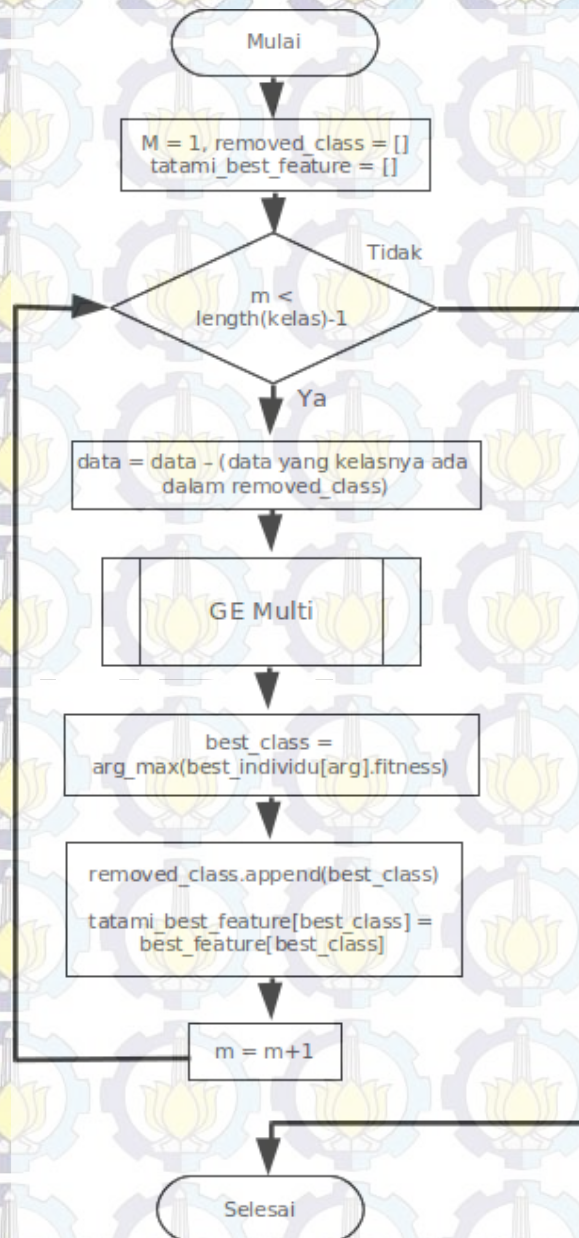 Mulai
M = 1, removed_class = []
tatami_best_feature = []
Tidak
m <
length(kelas)-1
Ya
data = data – (data yang kelasnya ada
dalam removed_class)
GE Multi
best_class =
arg_max(best_individu[arg].fitness)
removed_class.append(best_class)
tatami_best_feature[best_class] =
best_feature[best_class]
m = m+1
Selesai